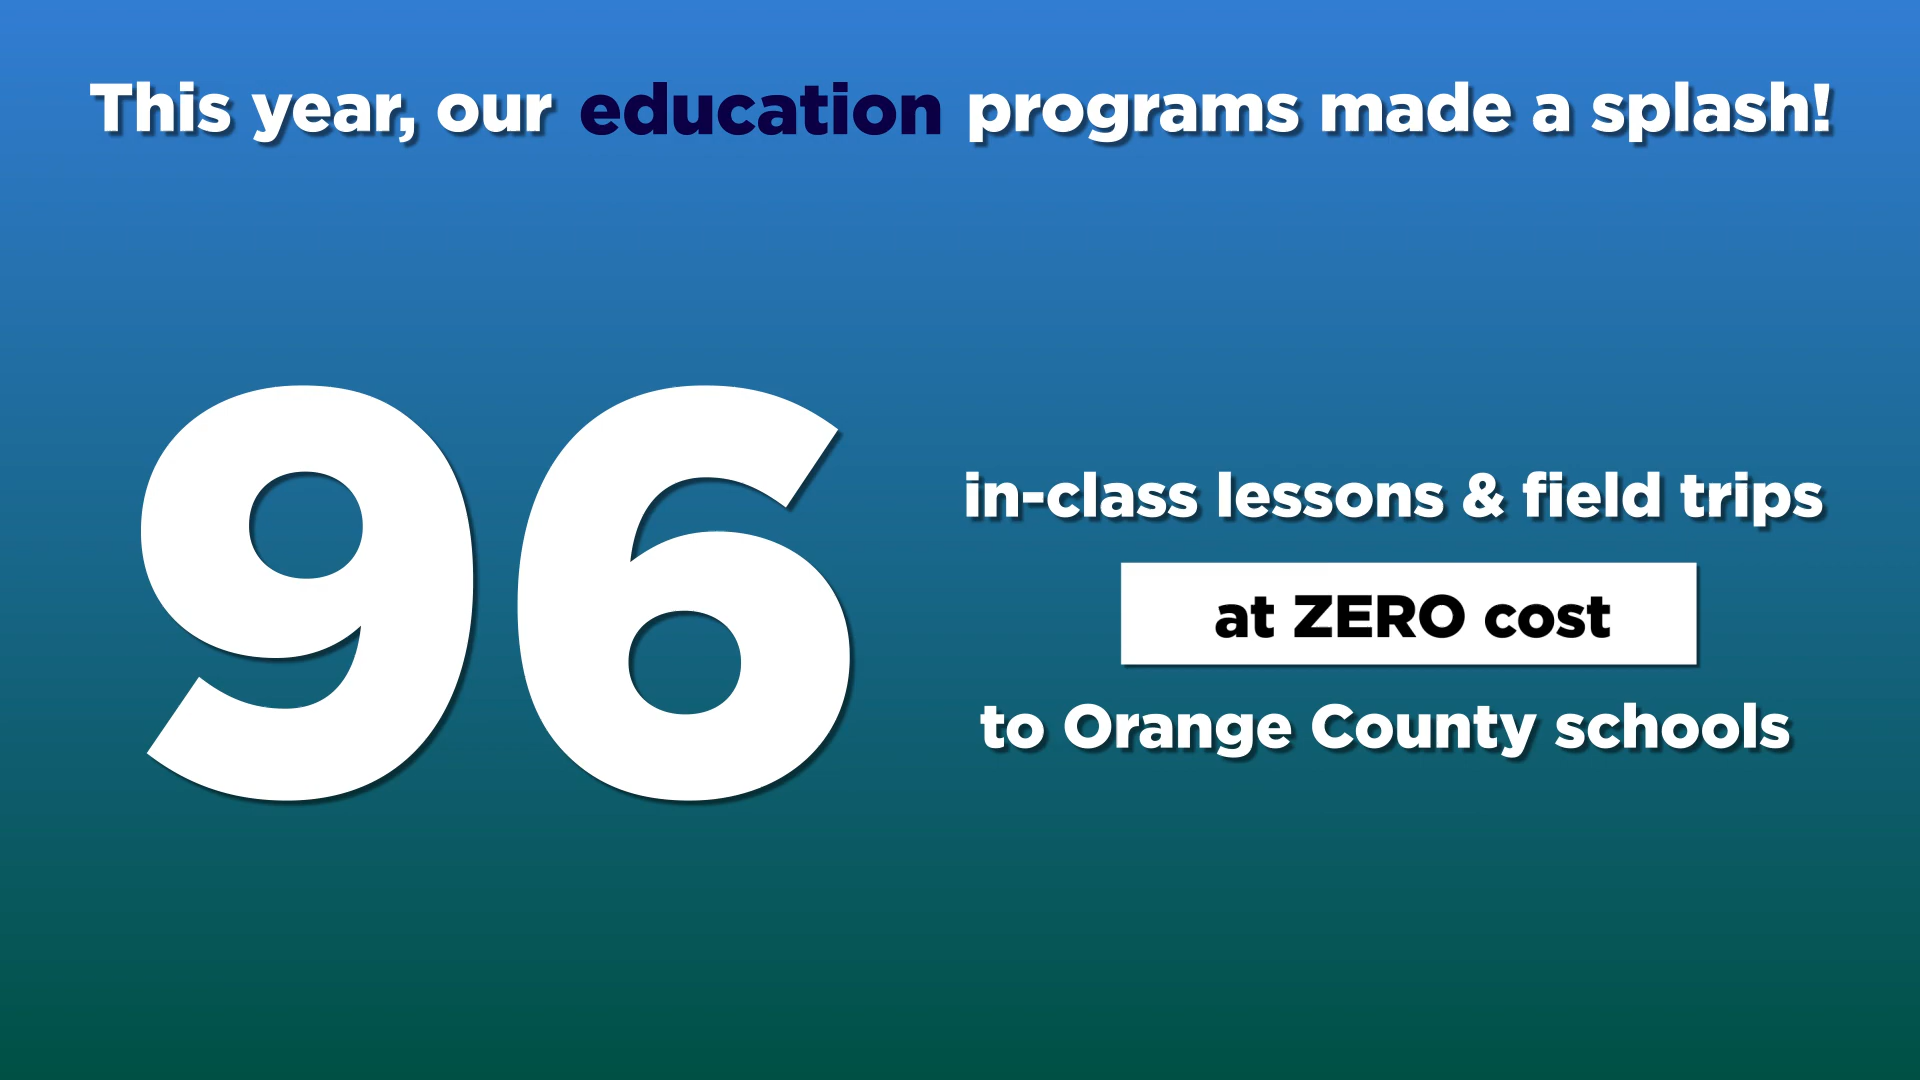 This year, our education programs made a splash!
96
in-class lessons & field trips
at ZERO cost
to Orange County schools